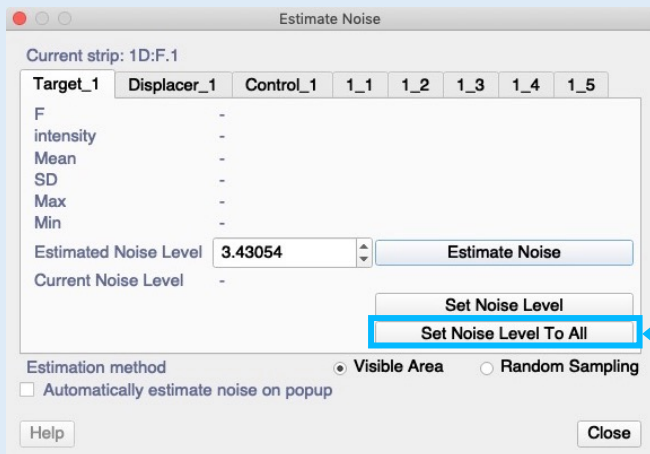 Estimate Noise
Current strip: 1D:F.1
Target_1 Displacer_1 Control_1 1_1 1_2 1_3 1_4 1_5
F -
intensity -
Mean -
SD -
Max -
Min -
Estimated Noise Level 3.43054 Estimate Noise
Current Noise Level -
Set Noise Level
Set Noise Level To All
Estimation method Visible Area Random Sampling
Automatically estimate noise on popup
Help Close